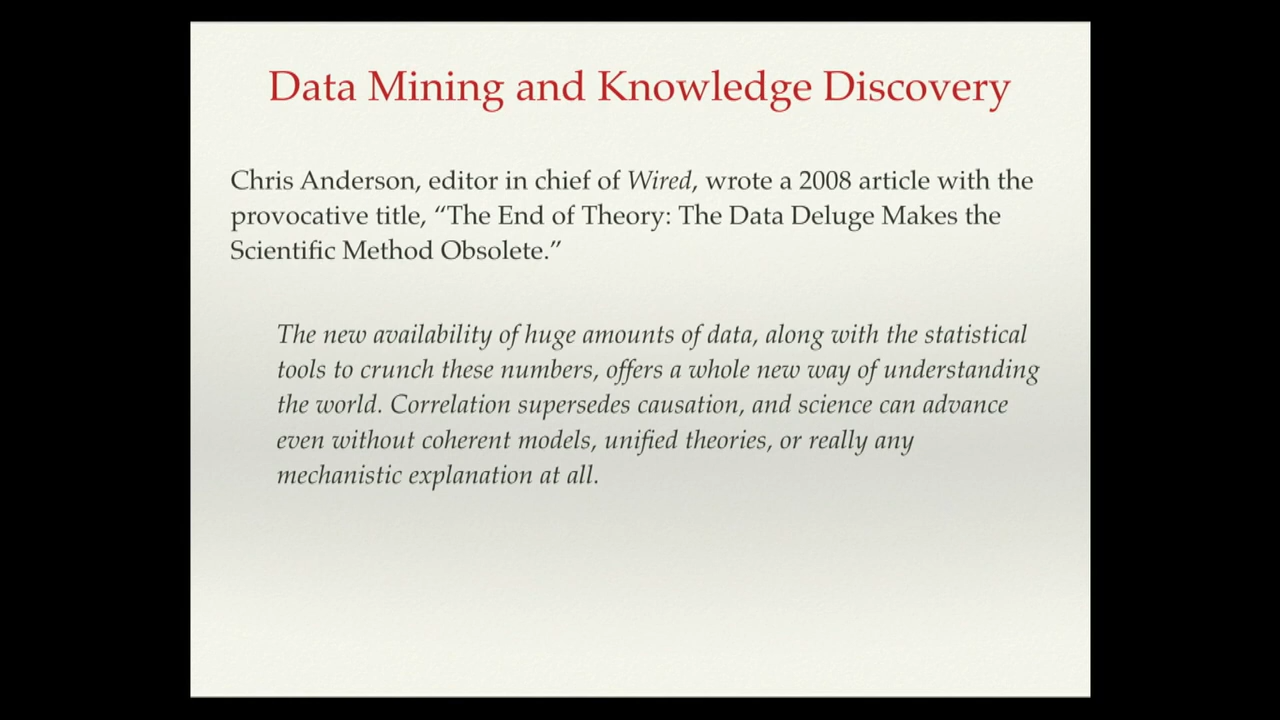 Data Mining and Knowledge Discovery
Chris Anderson, editor in chief of Wired, wrote a 2008 article with the
provocative title, “The End of Theory: The Data Deluge Makes the
Scientific Method Obsolete.”
The new availability of huge amounts of data, along with the statistical
tools to crunch these numbers, offers a whole new way of understanding
the world. Correlation supersedes causation, and science can advance
even without coherent models, unified theories, or really any
mechanistic explanation at all.